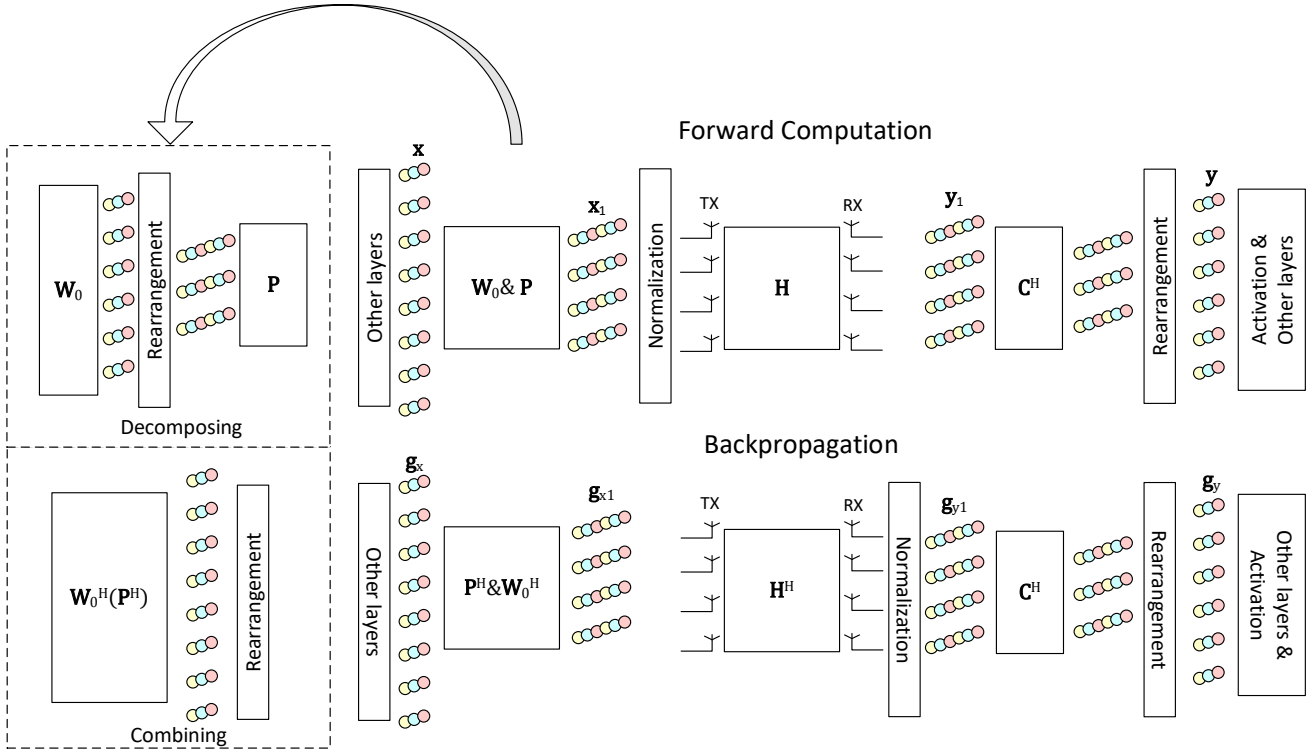 Forward Computation
W₀
Rearrangement
P
Decomposing
Other layers
x
W₀& P
x₁
Normalization
TX
H
RX
y₁
Cᴴ
Rearrangement
y
Activation &
Other layers
Backpropagation
W₀ᴴ(Pᴴ)
Rearrangement
Combining
Other layers
gₓ
Pᴴ&W₀ᴴ
gₓ₁
TX
Hᴴ
RX
Normalization
g_y1
Cᴴ
Rearrangement
g_y
Other layers &
Activation